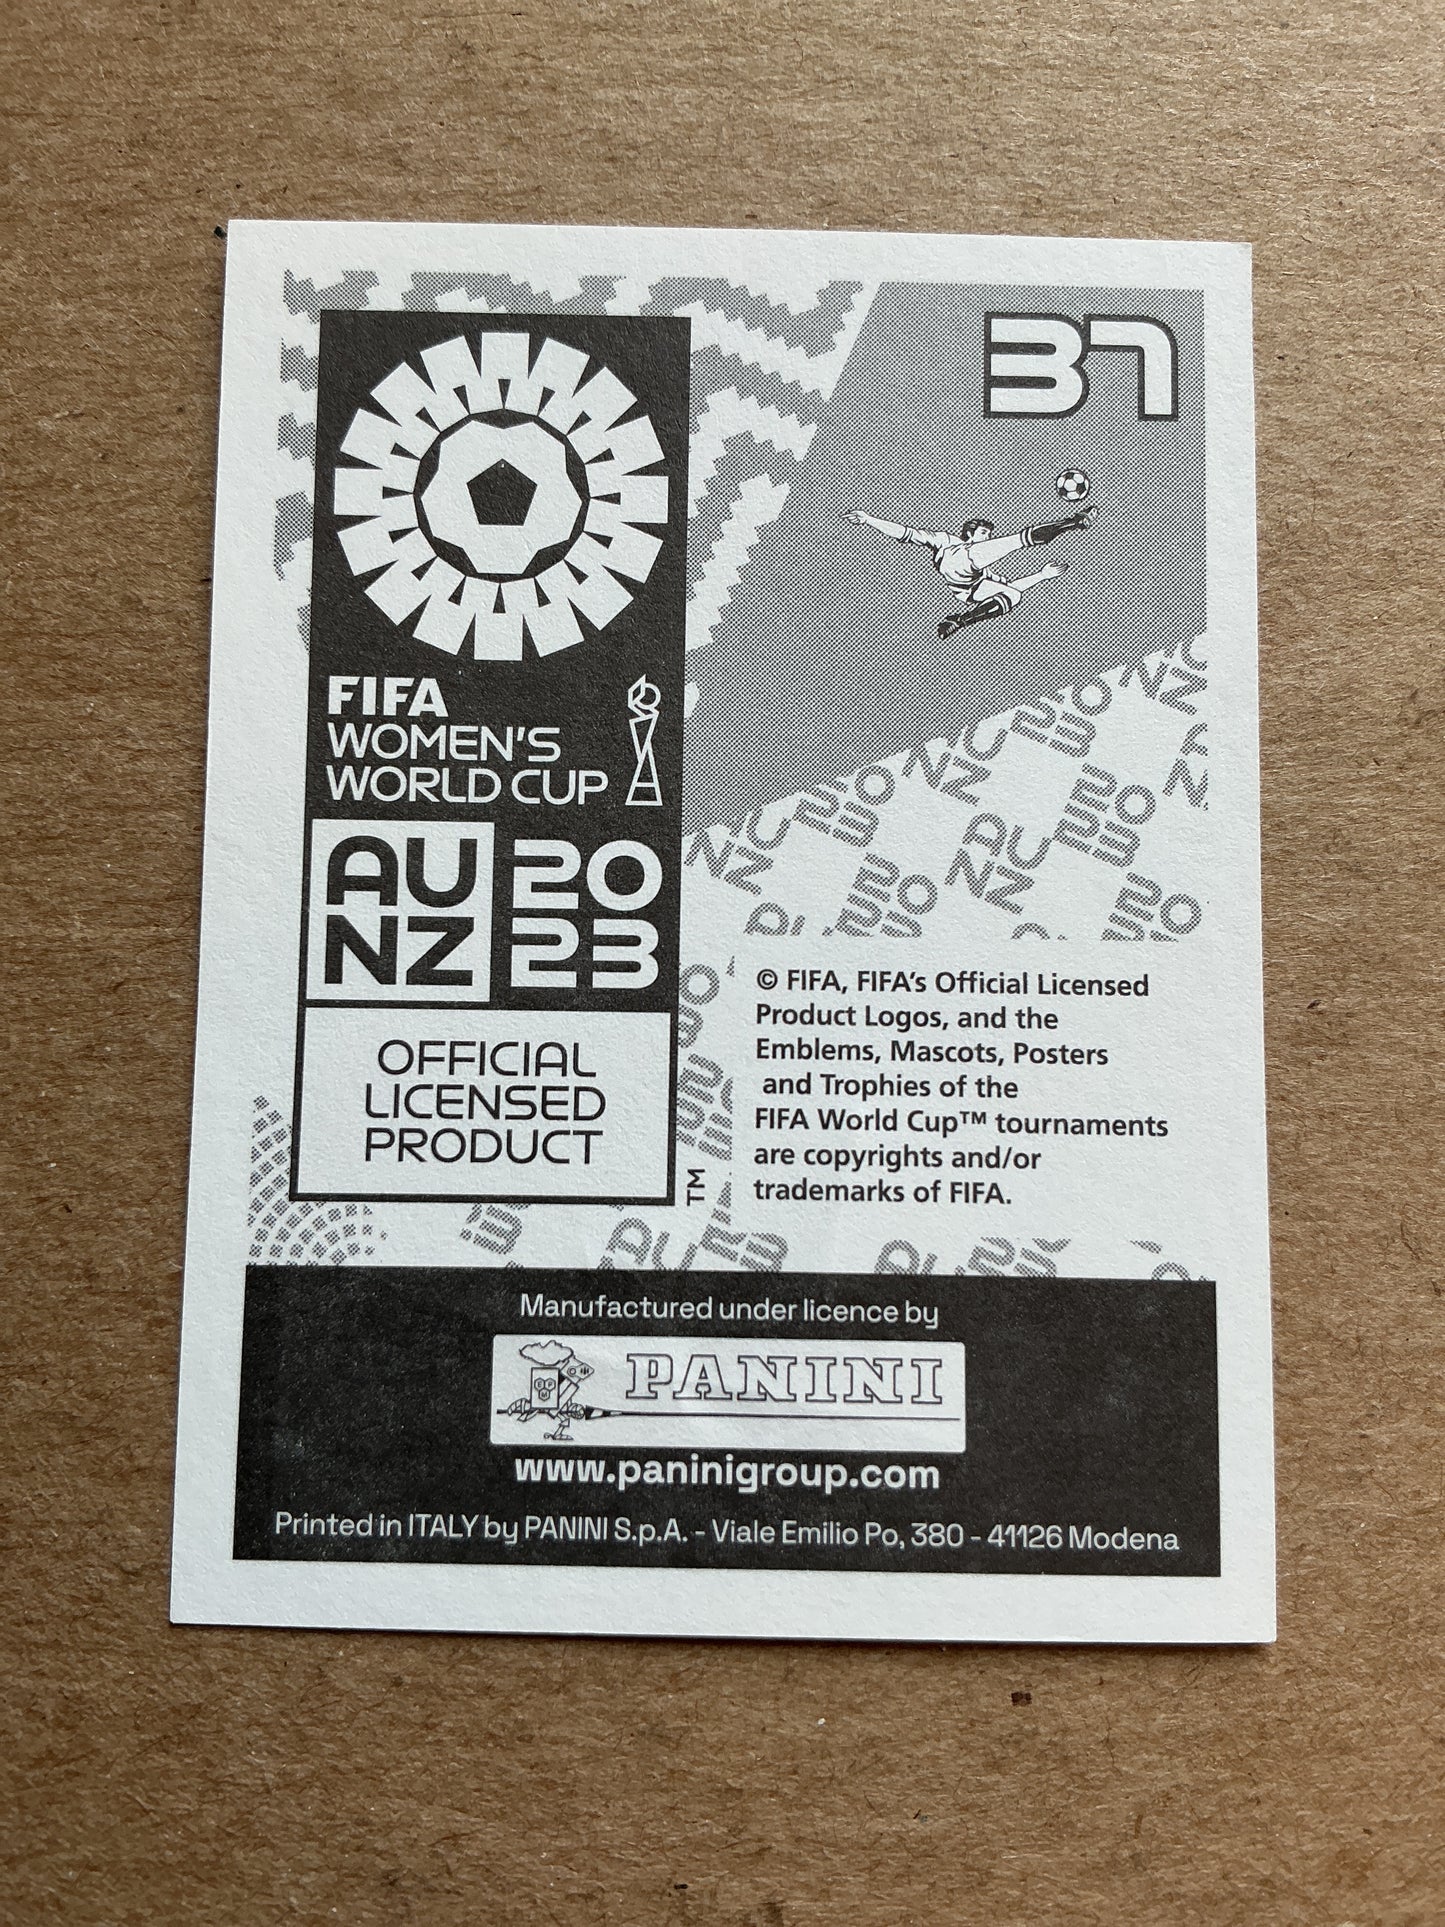 37
FIFA
WOMEN'S
WORLD CUP
AU 20
NZ 23
OFFICIAL
LICENSED
PRODUCT
TM
© FIFA, FIFA's Official Licensed
Product Logos, and the
Emblems, Mascots, Posters
and Trophies of the
FIFA World Cup™ tournaments
are copyrights and/or
trademarks of FIFA.
Manufactured under licence by
PANINI
www.paninigroup.com
Printed in ITALY by PANINI S.p.A. - Viale Emilio Po, 380 - 41126 Modena